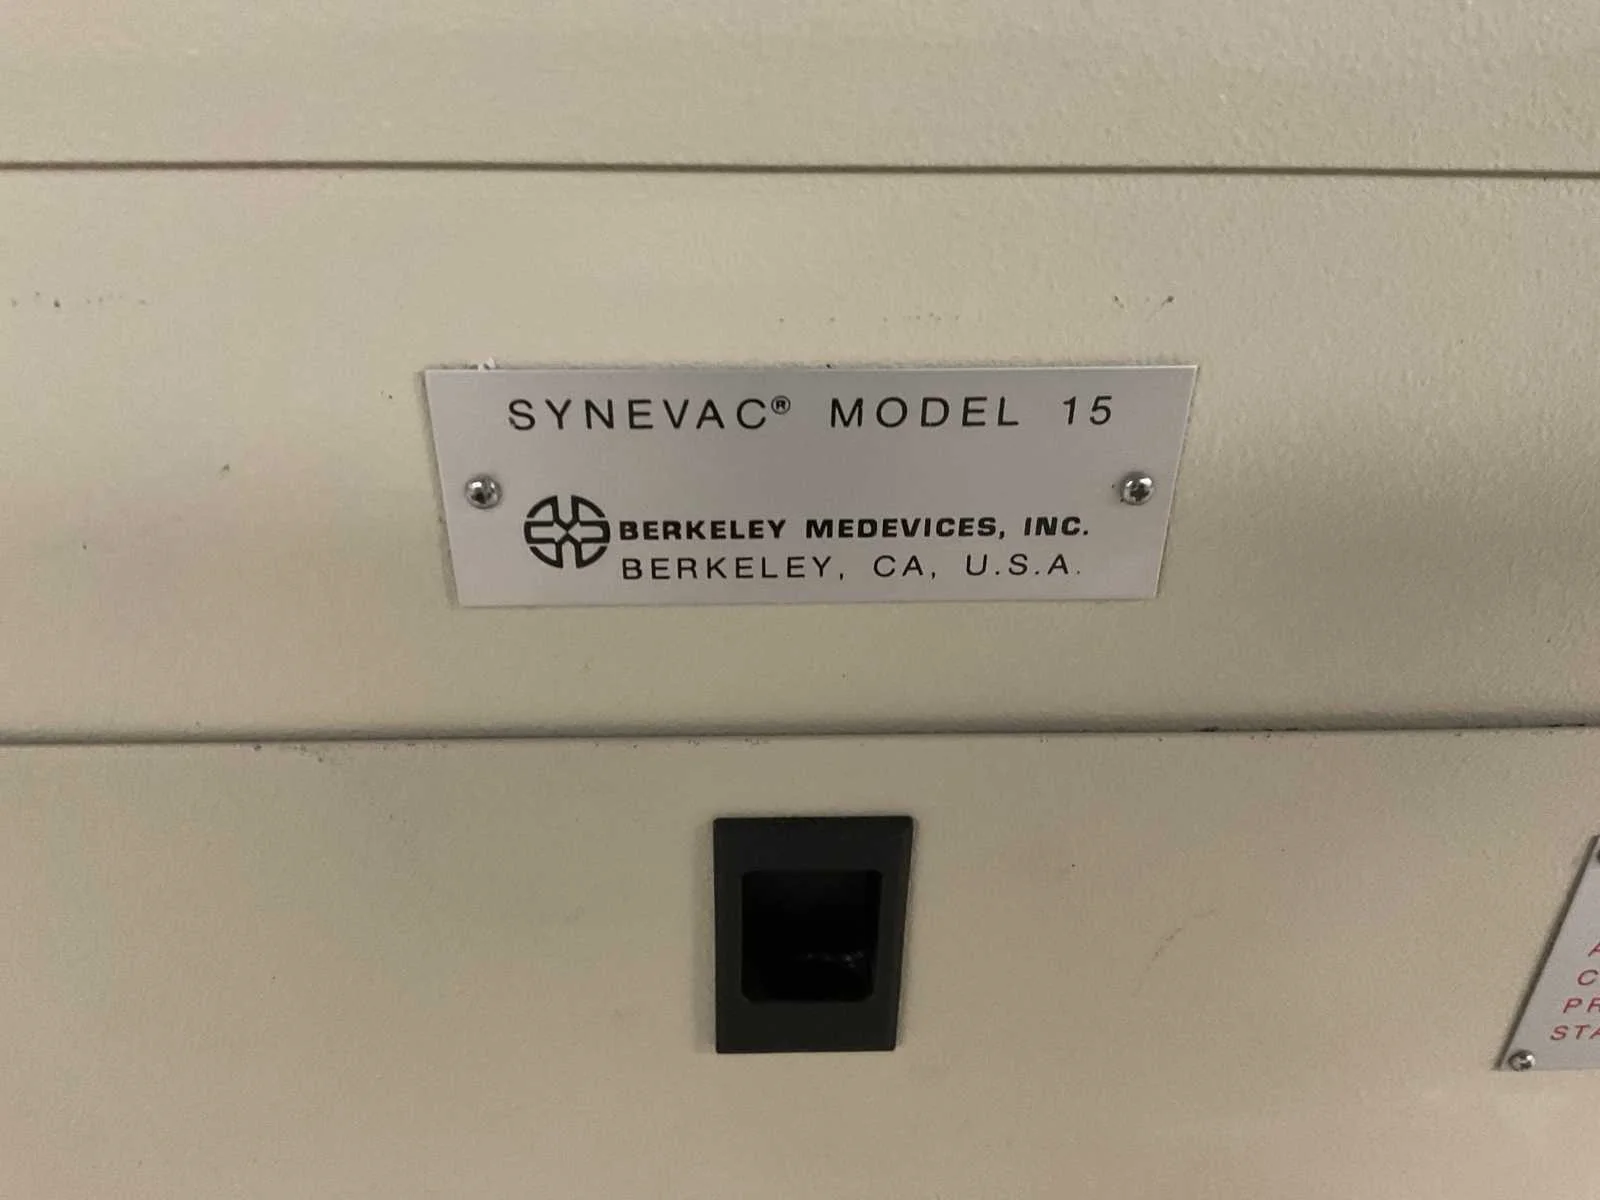 SYNEVAC® MODEL 15
BERKELEY MEDEVICES, INC.
BERKELEY, CA, U.S.A.